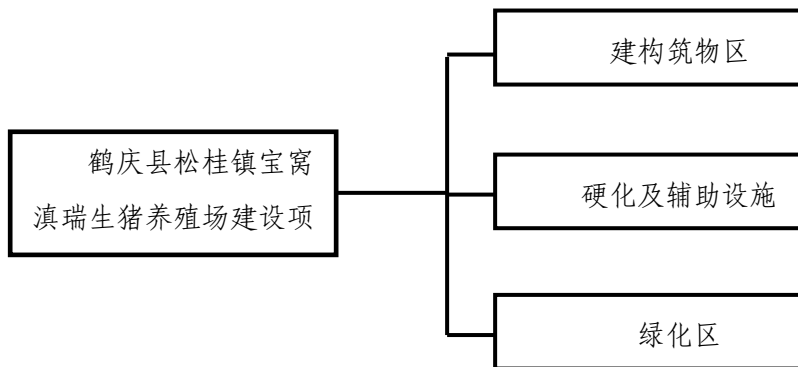 建构筑物区
鹤庆县松桂镇宝窝
滇瑞生猪养殖场建设项
硬化及辅助设施
绿化区